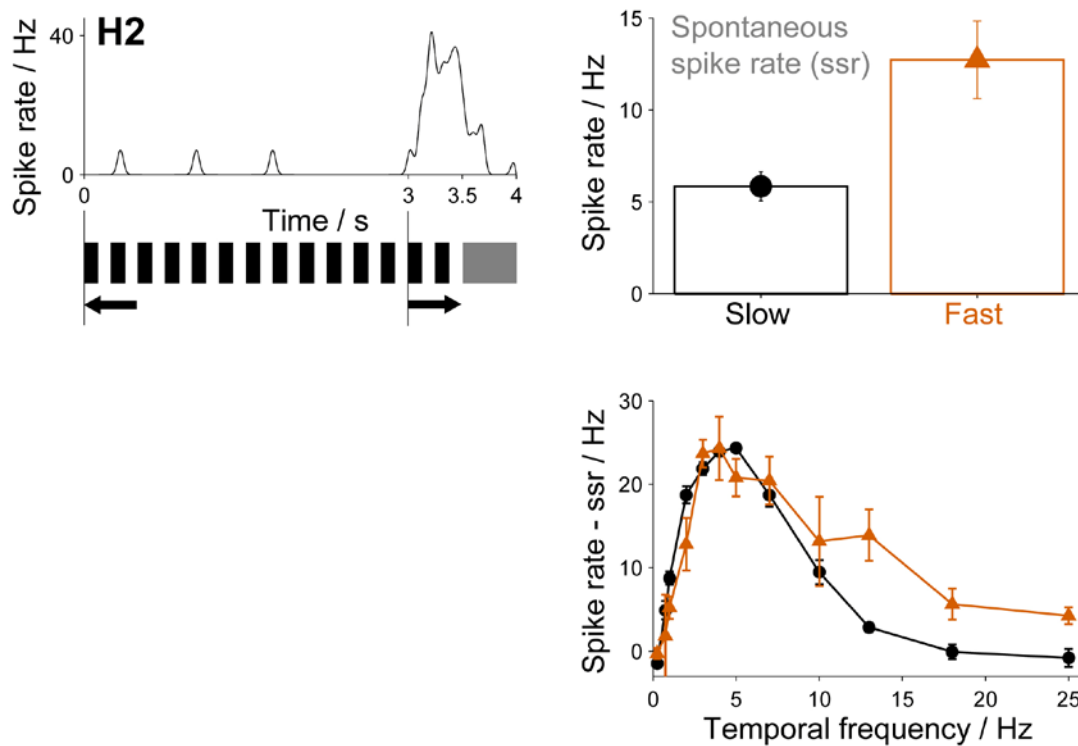 H2
Spike rate / Hz
40
0
0
3
3.5
4
Time / s
Spontaneous
spike rate (ssr)
Spike rate / Hz
15
10
5
0
Slow
Fast
Spike rate - ssr / Hz
30
20
10
0
0
5
10
15
20
25
Temporal frequency / Hz